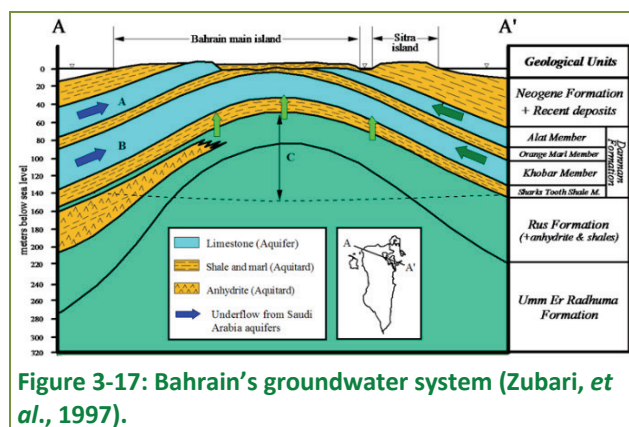 A
A'
Bahrain main island
Sitra
island
Geological Units
Neogene Formation
+ Recent deposits
Alat Member
Orange Marl Member
Khobar Member
Sharks Tooth Shale M.
Dammam
Formation
Rus Formation
(+anhydrite & shales)
Umm Er Radhuma
Formation
meters below sea level
0
20
40
60
80
100
120
140
160
180
200
220
240
260
280
300
320
A
B
C
Limestone (Aquifer)
Shale and marl (Aquitard)
Anhydrite (Aquitard)
Underflow from Saudi
Arabia aquifers
A
A'
Figure 3-17: Bahrain's groundwater system (Zubari, et
al., 1997).